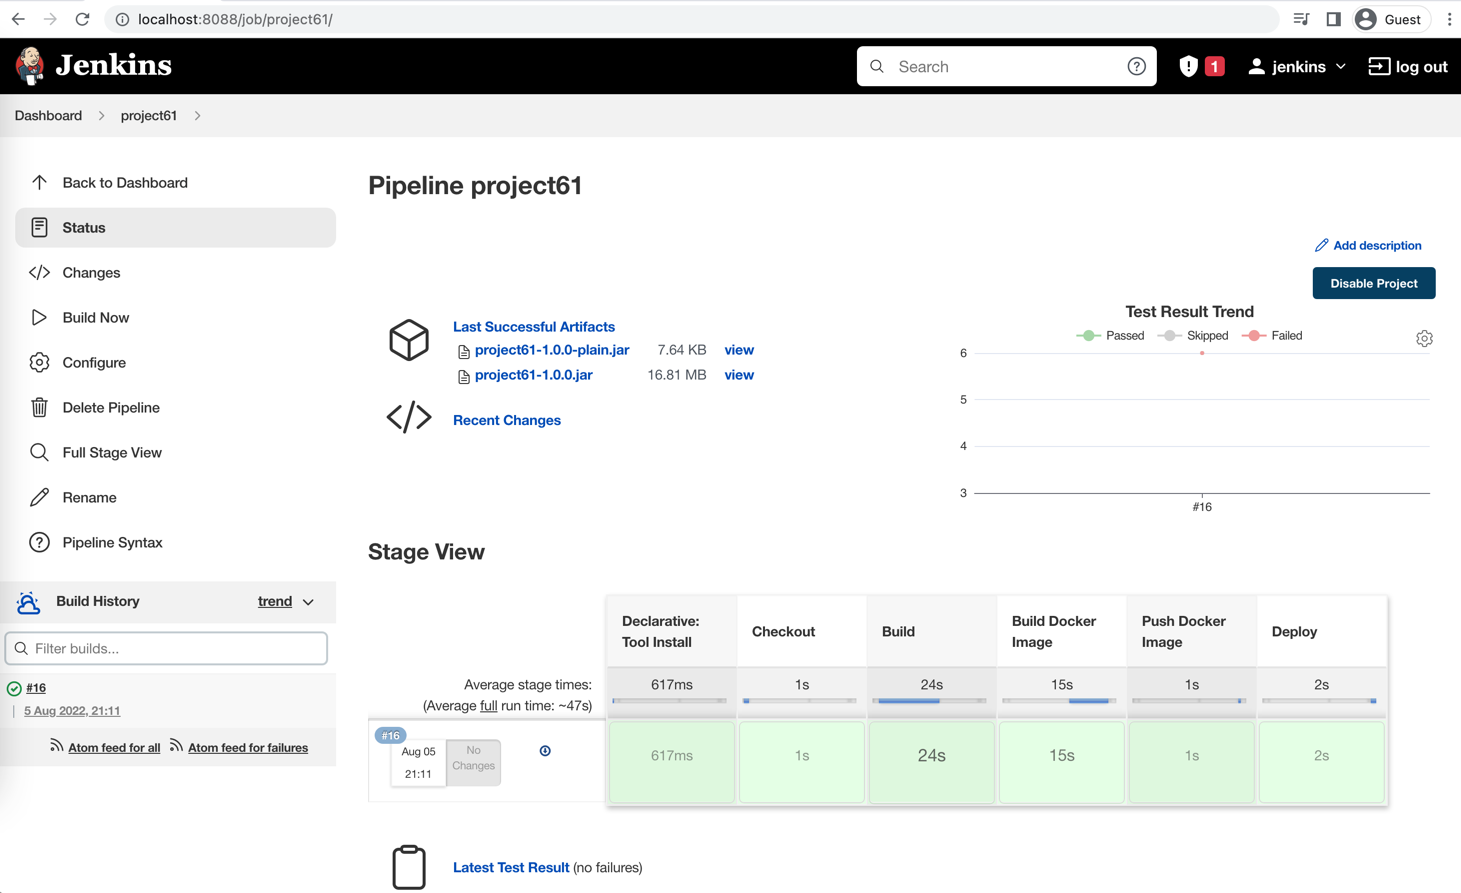 localhost:8088/job/project61/
Guest
Jenkins
Search
1
jenkins
log out
Dashboard
project61
Back to Dashboard
Status
Changes
Build Now
Configure
Delete Pipeline
Full Stage View
Rename
Pipeline Syntax
Build History
trend
Filter builds...
#16
5 Aug 2022, 21:11
Atom feed for all
Atom feed for failures
Pipeline project61
Add description
Disable Project
Last Successful Artifacts
project61-1.0.0-plain.jar 7.64 KB view
project61-1.0.0.jar 16.81 MB view
Recent Changes
Test Result Trend
Passed Skipped Failed
6
5
4
3
#16
Stage View
Declarative: Tool Install
Checkout
Build
Build Docker Image
Push Docker Image
Deploy
Average stage times:
(Average full run time: ~47s)
617ms 1s 24s 15s 1s 2s
#16
Aug 05
21:11
No Changes
617ms 1s 24s 15s 1s 2s
Latest Test Result (no failures)